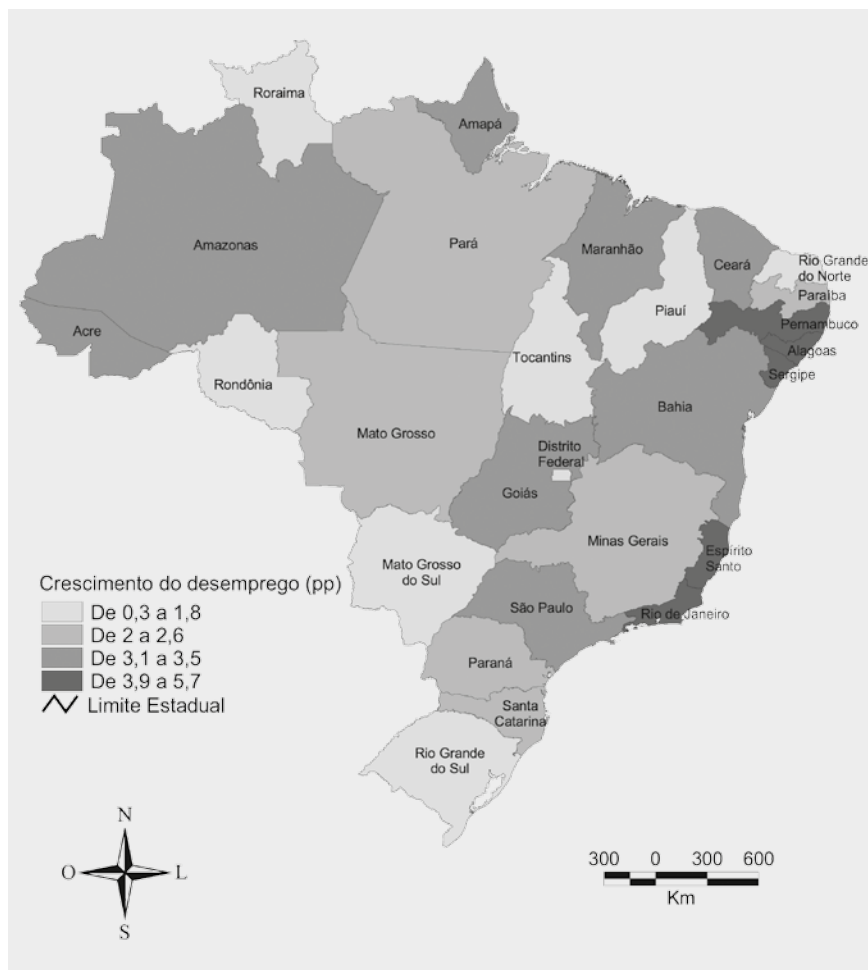 Roraima
Amapá
Amazonas
Pará
Maranhão
Ceará
Rio Grande
do Norte
Paraíba
Piauí
Pernambuco
Acre
Tocantins
Alagoas
Rondônia
Sergipe
Bahia
Mato Grosso
Distrito
Federal
Goiás
Minas Gerais
Espírito
Santo
Mato Grosso
do Sul
São Paulo
Rio de Janeiro
Paraná
Santa
Catarina
Rio Grande
do Sul
Crescimento do desemprego (pp)
De 0,3 a 1,8
De 2 a 2,6
De 3,1 a 3,5
De 3,9 a 5,7
Limite Estadual
N
O L
S
300 0 300 600
Km